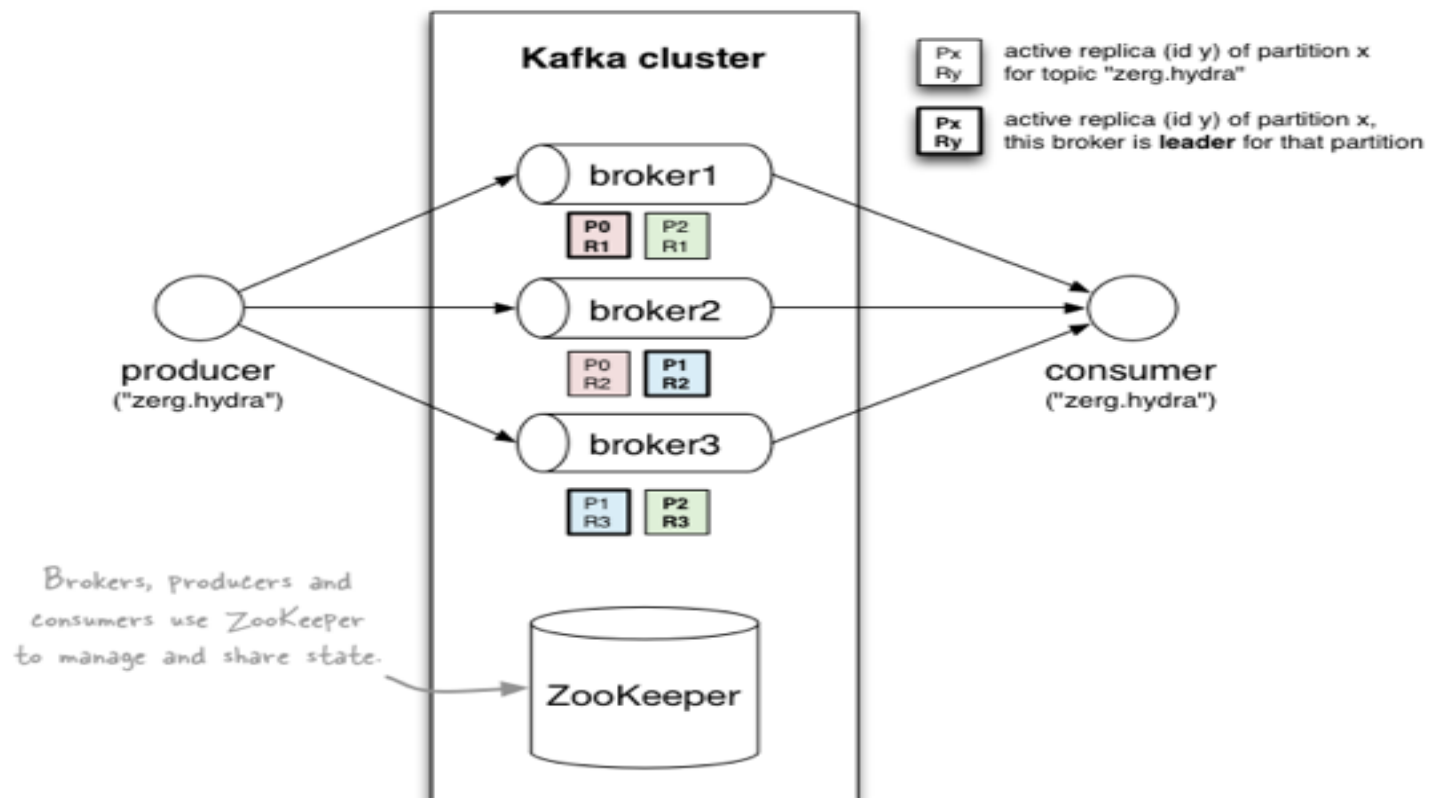 Kafka cluster
Px
Ry
active replica (id y) of partition x
for topic "zerg.hydra"
Px
Ry
active replica (id y) of partition x,
this broker is leader for that partition
broker1
P0
R1
P2
R1
broker2
P0
R2
P1
R2
producer
("zerg.hydra")
consumer
("zerg.hydra")
broker3
P1
R3
P2
R3
Brokers, producers and
consumers use ZooKeeper
to manage and share state.
ZooKeeper